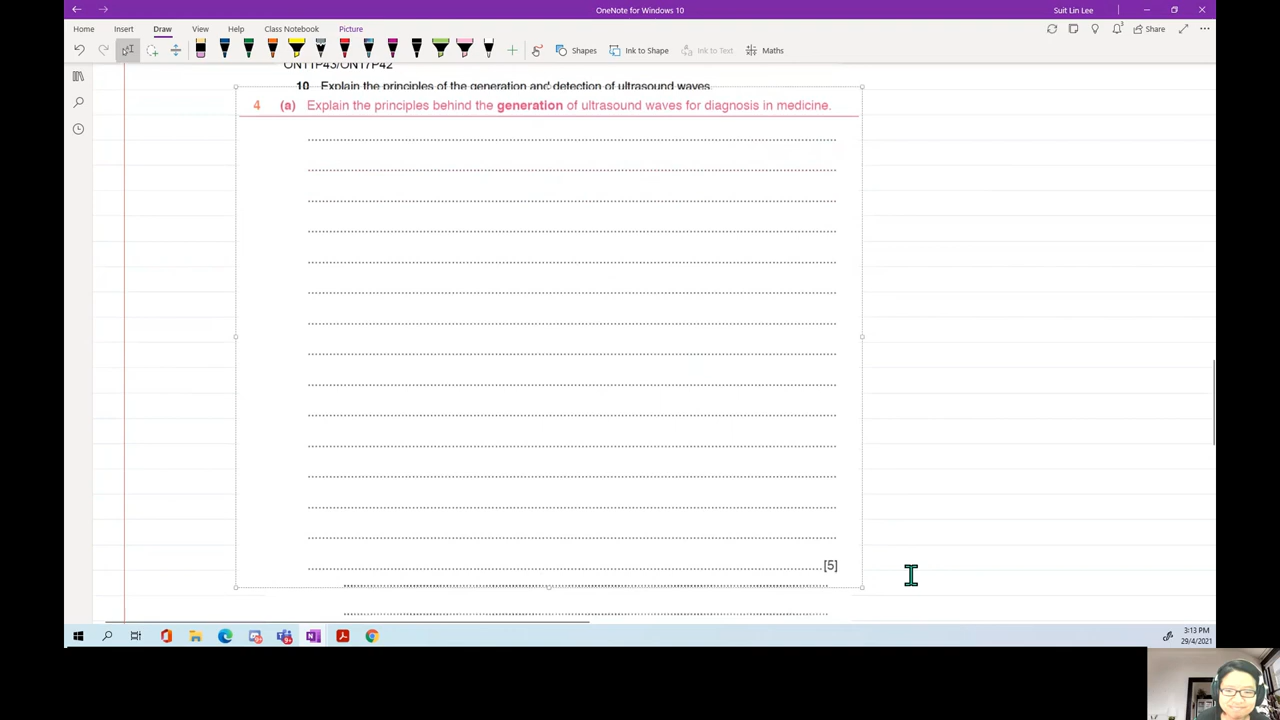 OneNote for Windows 10
Suit Lin Lee
Home
Insert
Draw
View
Help
Class Notebook
Picture
Share
Shapes
Ink to Shape
Ink to Text
Maths
ON11P43/ON17P42
10 Explain the principles of the generation and detection of ultrasound waves.
4 (a) Explain the principles behind the generation of ultrasound waves for diagnosis in medicine.
[5]
3:13 PM
29/4/2021